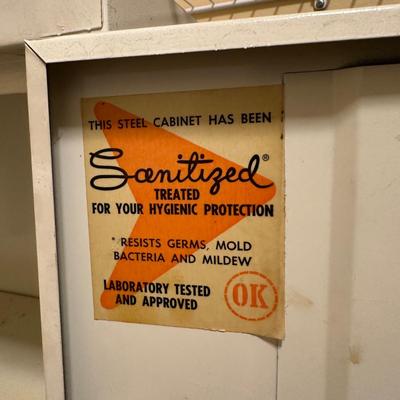 THIS STEEL CABINET HAS BEEN
Sanitized®
TREATED
FOR YOUR HYGIENIC PROTECTION
* RESISTS GERMS, MOLD
BACTERIA AND MILDEW
LABORATORY TESTED
AND APPROVED
OK